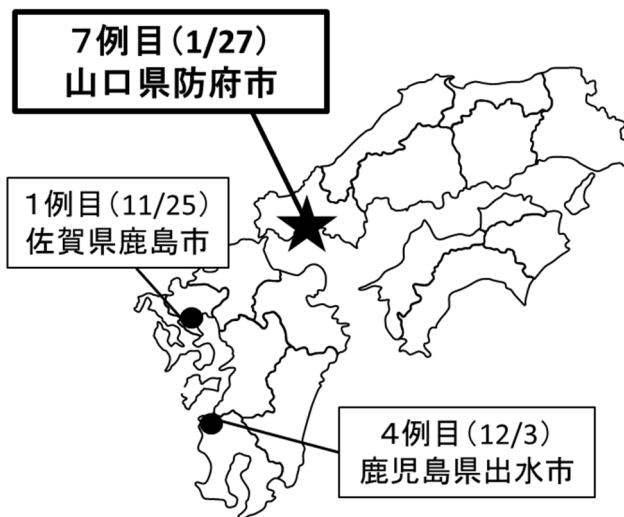 ７例目（1/27）
山口県防府市
１例目（11/25）
佐賀県鹿島市
４例目（12/3）
鹿児島県出水市